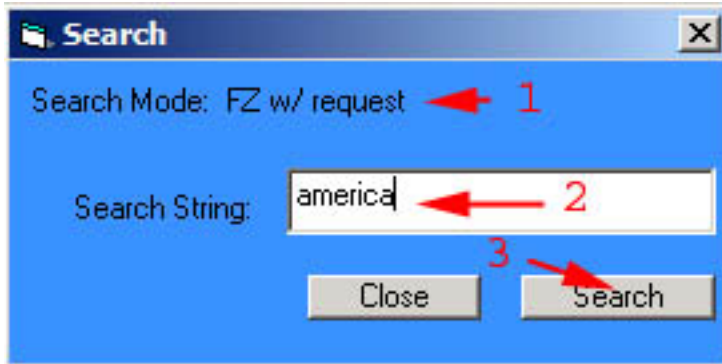 Search
Search Mode: FZ w/ request 1
Search String: america 2
3
Close Search